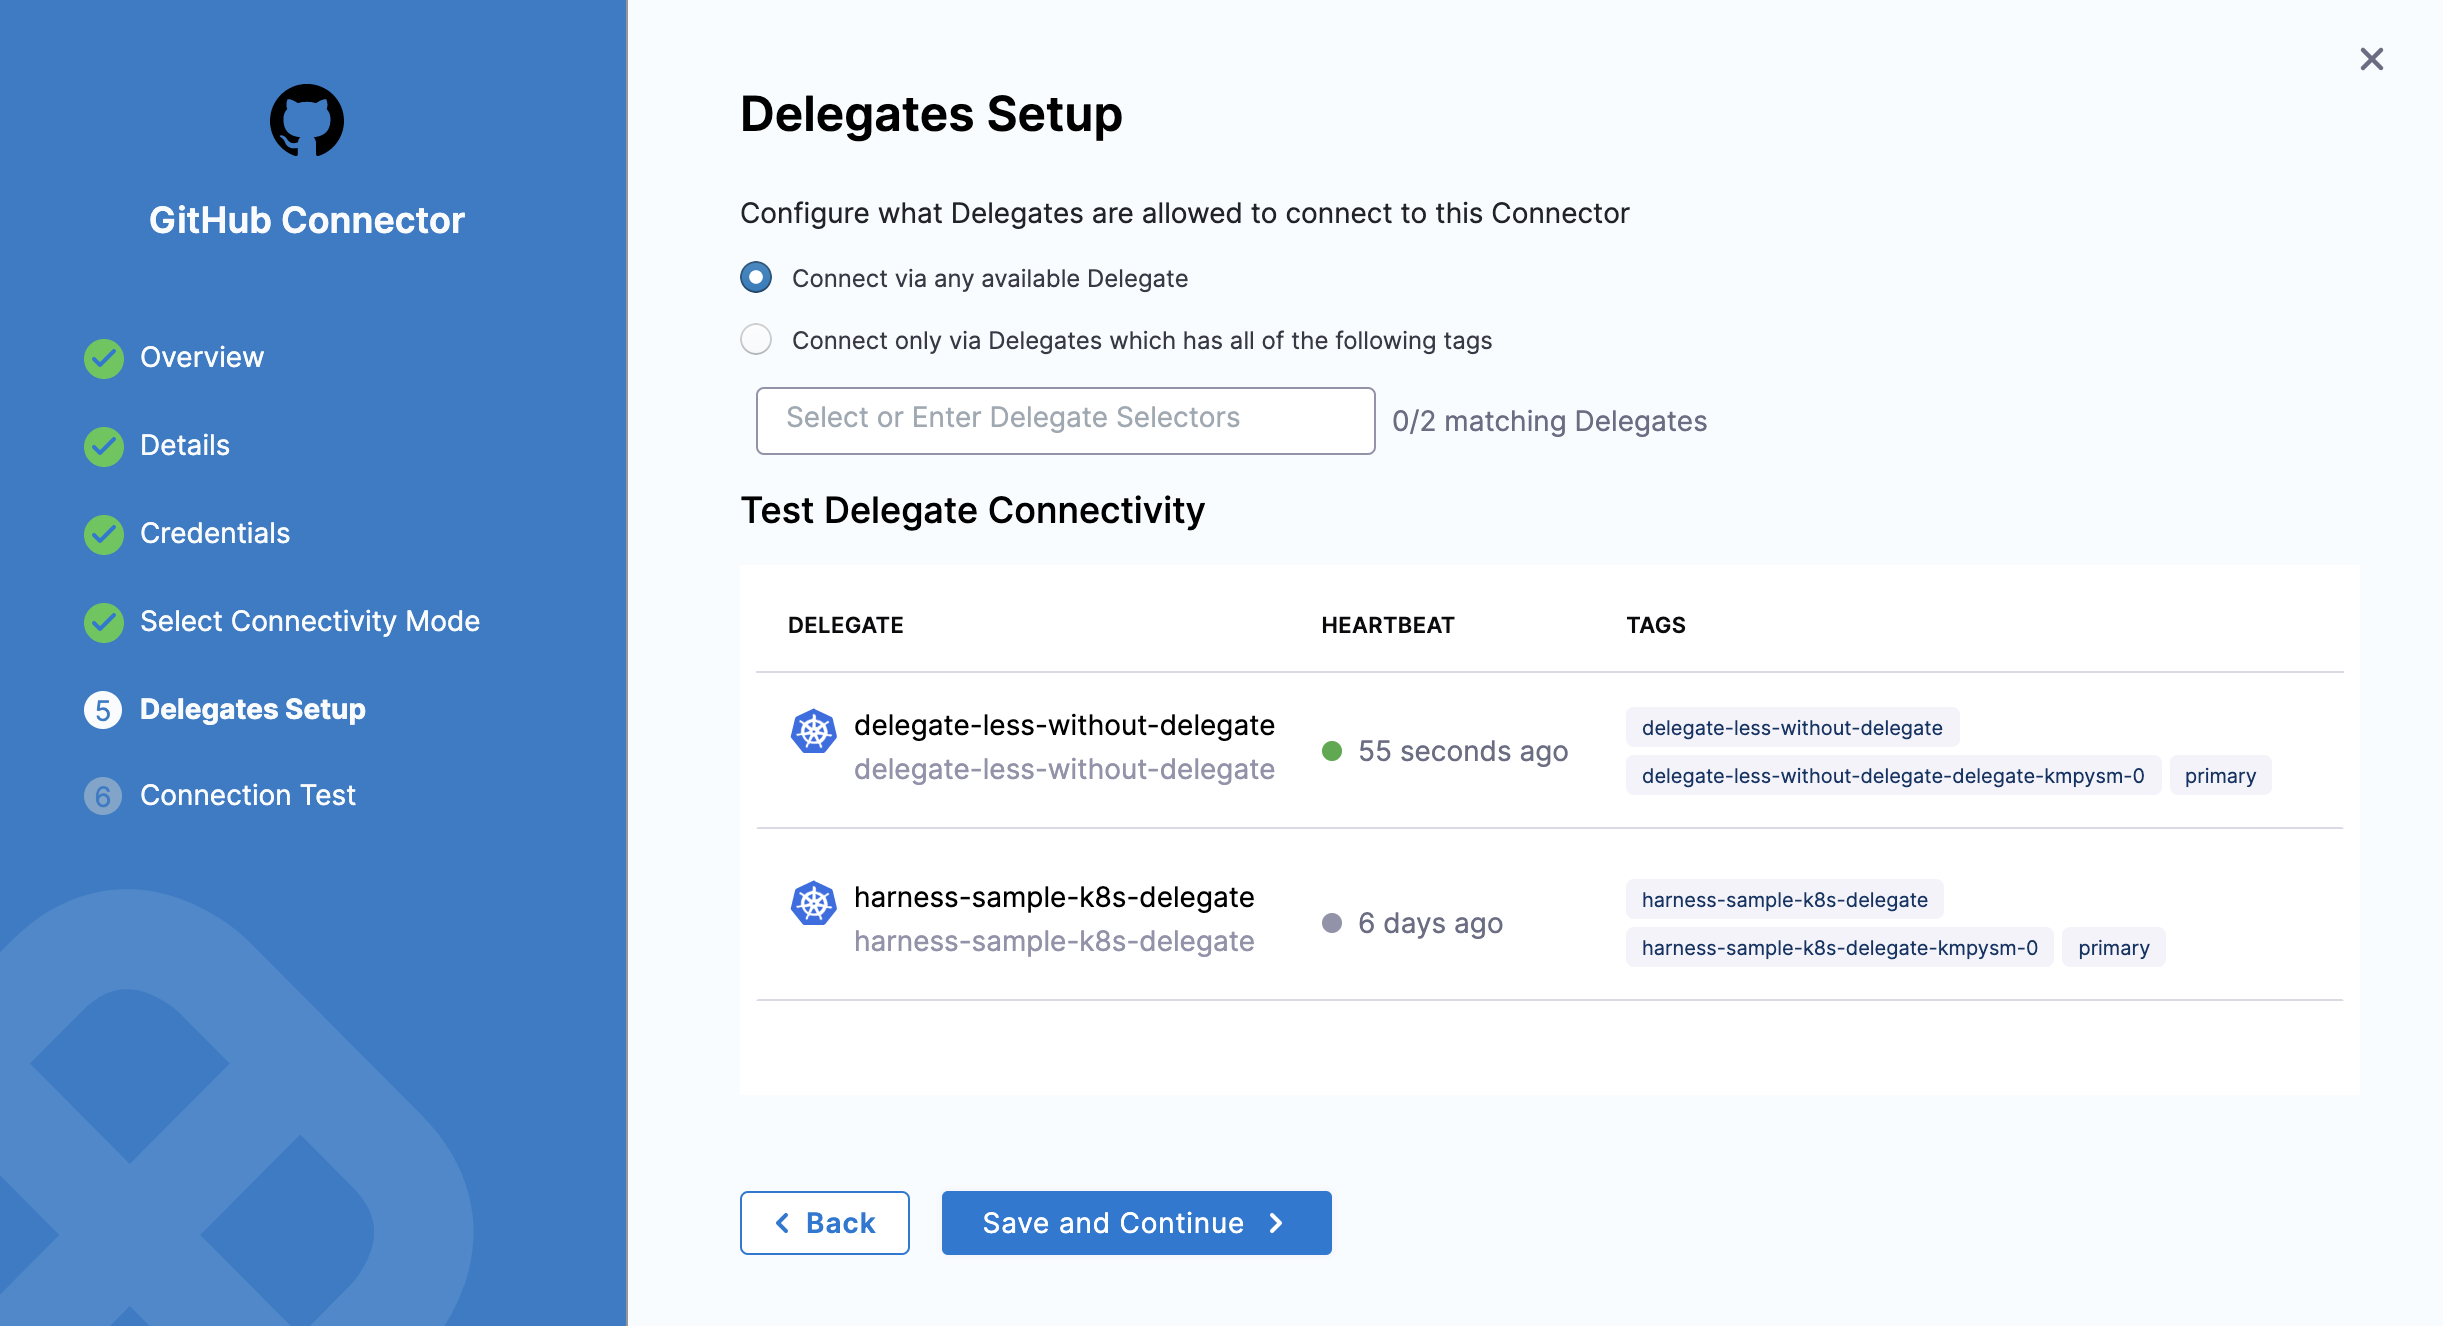 GitHub Connector
Overview
Details
Credentials
Select Connectivity Mode
5 Delegates Setup
6 Connection Test
Delegates Setup
Configure what Delegates are allowed to connect to this Connector
Connect via any available Delegate
Connect only via Delegates which has all of the following tags
Select or Enter Delegate Selectors 0/2 matching Delegates
Test Delegate Connectivity
DELEGATE HEARTBEAT TAGS
delegate-less-without-delegate
delegate-less-without-delegate
55 seconds ago
delegate-less-without-delegate
delegate-less-without-delegate-delegate-kmpysm-0 primary
harness-sample-k8s-delegate
harness-sample-k8s-delegate
6 days ago
harness-sample-k8s-delegate
harness-sample-k8s-delegate-kmpysm-0 primary
Back Save and Continue